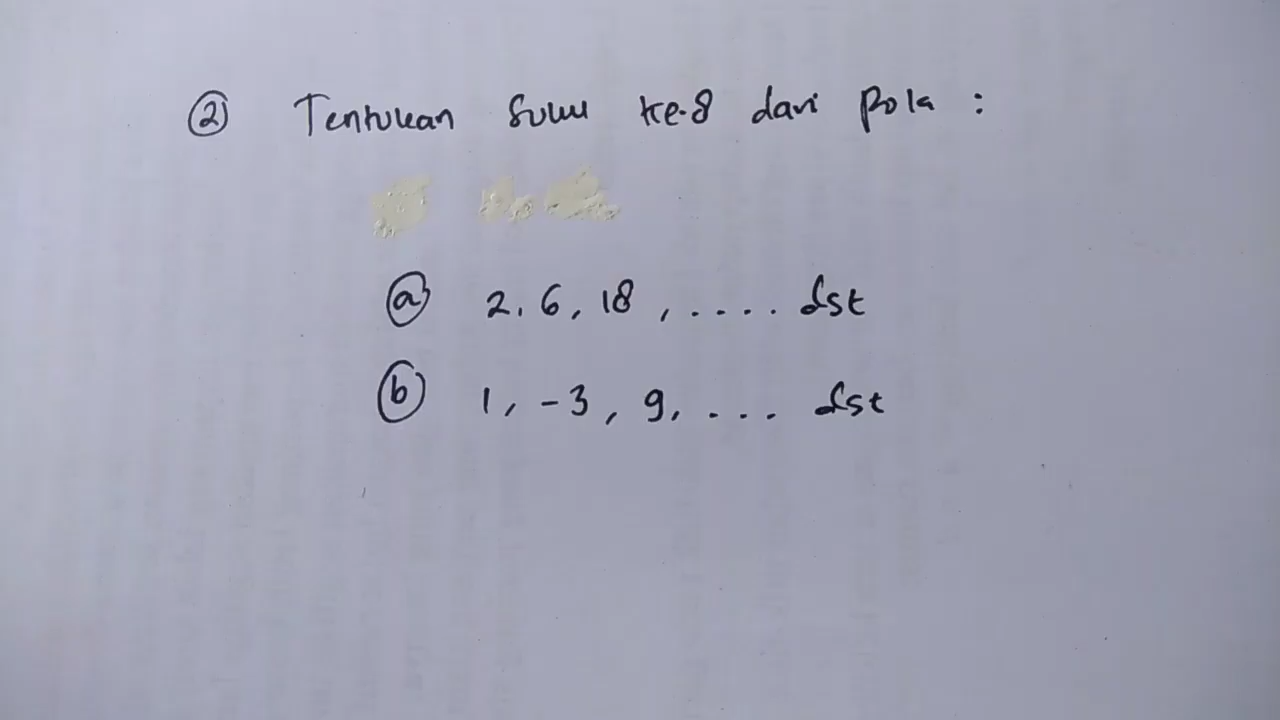 ② Tentukan Suku ke-8 dari Pola :
ⓐ 2, 6, 18, .... dst
ⓑ 1, -3, 9, ... dst